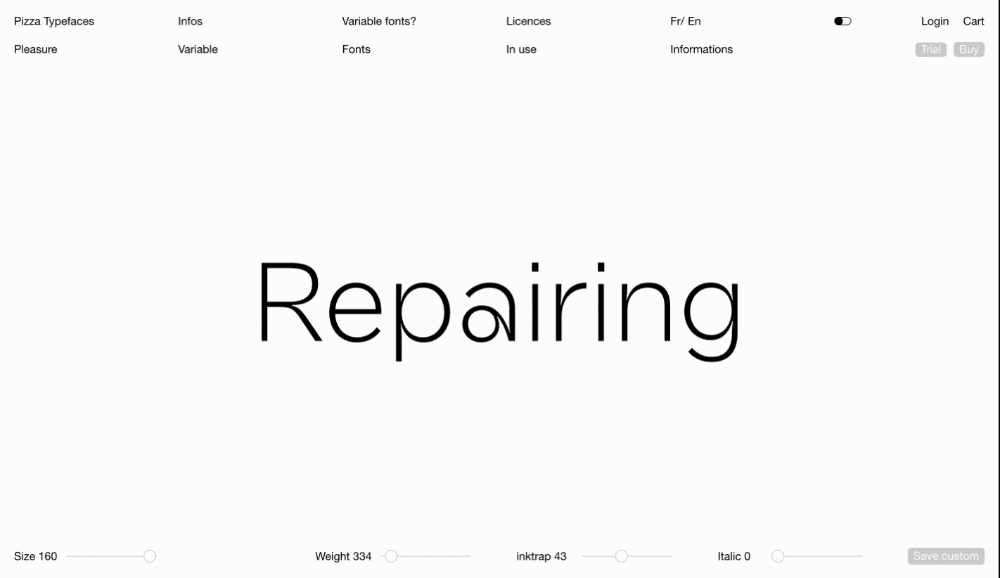 Pizza Typefaces Infos Variable fonts? Licences Fr/ En Login Cart
Pleasure Variable Fonts In use Informations Trial Buy
Repairing
Size 160 Weight 334 inktrap 43 Italic 0 Save custom